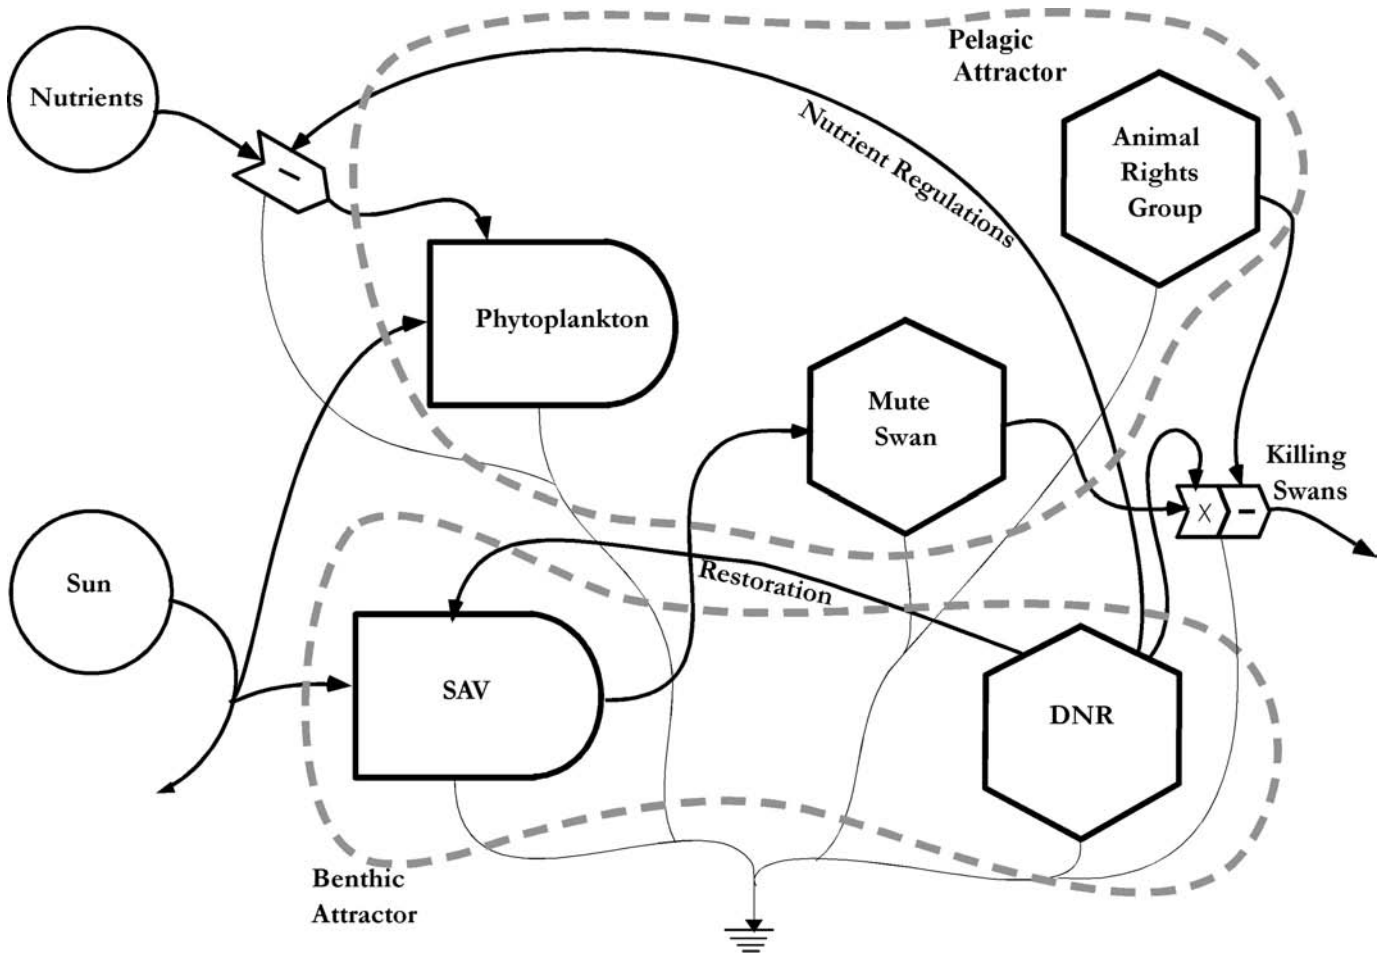 Pelagic
Attractor
Nutrients
Nutrient Regulations
Animal
Rights
Group
Phytoplankton
Mute
Swan
Killing
Swans
X
Sun
Restoration
SAV
DNR
Benthic
Attractor